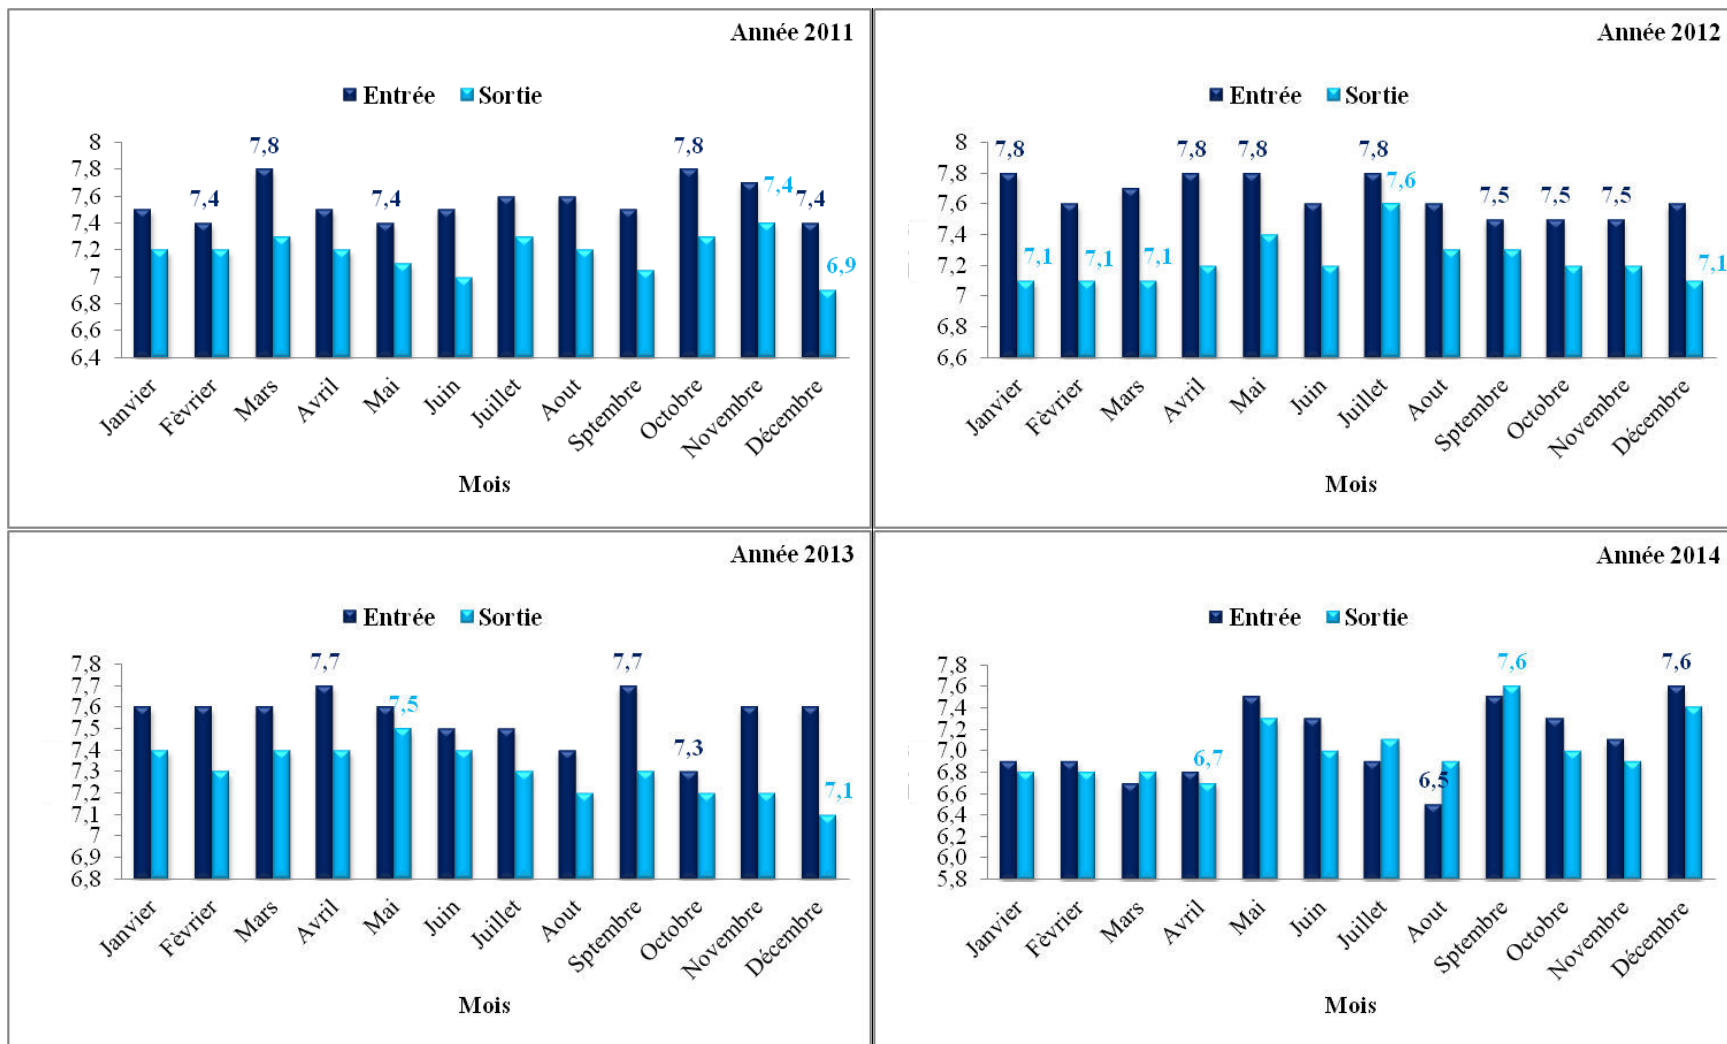 Année 2011
Entrée Sortie
8
7,8
7,6
7,4
7,2
7
6,8
6,6
6,4
7,4
7,8
7,4
7,8
7,4
7,4
6,9
Janvier
Fèvrier
Mars
Avril
Mai
Juin
Juillet
Aout
Sptembre
Octobre
Novembre
Décembre
Mois
Année 2012
Entrée Sortie
8
7,8
7,6
7,4
7,2
7
6,8
6,6
7,8
7,1
7,1
7,1
7,8
7,8
7,8
7,6
7,5
7,5
7,5
7,1
Janvier
Fèvrier
Mars
Avril
Mai
Juin
Juillet
Aout
Sptembre
Octobre
Novembre
Décembre
Mois
Année 2013
Entrée Sortie
7,8
7,7
7,6
7,5
7,4
7,3
7,2
7,1
7
6,9
6,8
7,7
7,5
7,7
7,3
7,1
Janvier
Fèvrier
Mars
Avril
Mai
Juin
Juillet
Aout
Sptembre
Octobre
Novembre
Décembre
Mois
Année 2014
Entrée Sortie
7,8
7,6
7,4
7,2
7,0
6,8
6,6
6,4
6,2
6,0
5,8
6,7
6,5
7,6
7,6
Janvier
Fèvrier
Mars
Avril
Mai
Juin
Juillet
Aout
Sptembre
Octobre
Novembre
Décembre
Mois